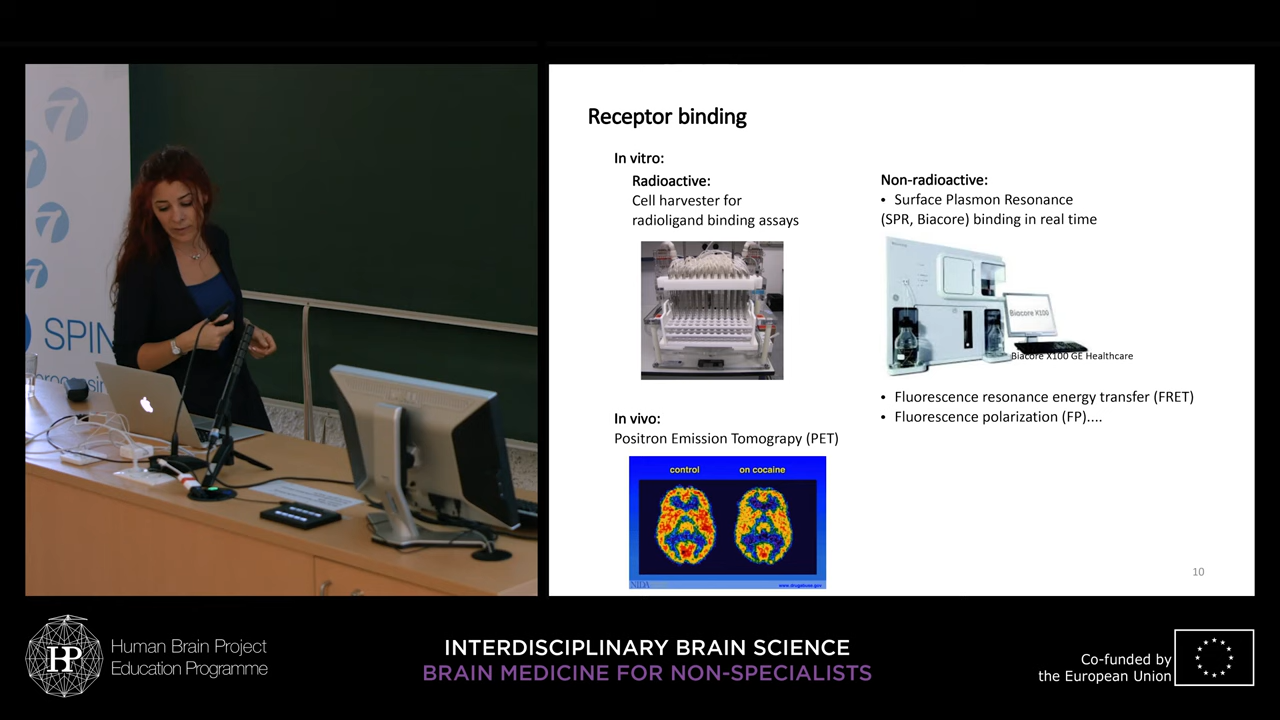 SPIN
Receptor binding
In vitro:
Radioactive:
Cell harvester for
radioligand binding assays
Non-radioactive:
• Surface Plasmon Resonance
(SPR, Biacore) binding in real time
Biacore X100
Biacore X100 GE Healthcare
• Fluorescence resonance energy transfer (FRET)
• Fluorescence polarization (FP)....
In vivo:
Positron Emission Tomograpy (PET)
control on cocaine
NIDA www.drugabuse.gov
10
HBP
Human Brain Project
Education Programme
INTERDISCIPLINARY BRAIN SCIENCE
BRAIN MEDICINE FOR NON-SPECIALISTS
Co-funded by
the European Union